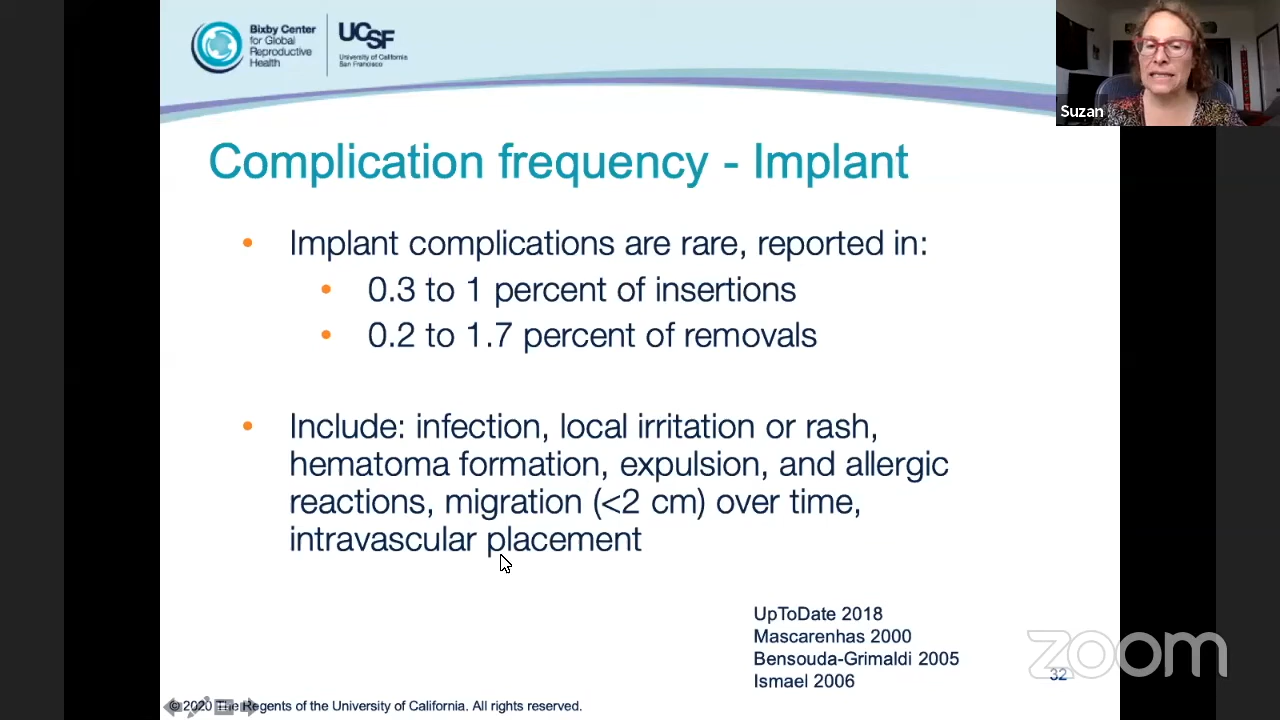 Bixby Center
for Global
Reproductive
Health
UCSF
University of California
San Francisco
Suzan
Complication frequency - Implant
• Implant complications are rare, reported in:
• 0.3 to 1 percent of insertions
• 0.2 to 1.7 percent of removals
• Include: infection, local irritation or rash,
hematoma formation, expulsion, and allergic
reactions, migration (<2 cm) over time,
intravascular placement
UpToDate 2018
Mascarenhas 2000
Bensouda-Grimaldi 2005
Ismael 2006
zoom
32
© 2020 The Regents of the University of California. All rights reserved.